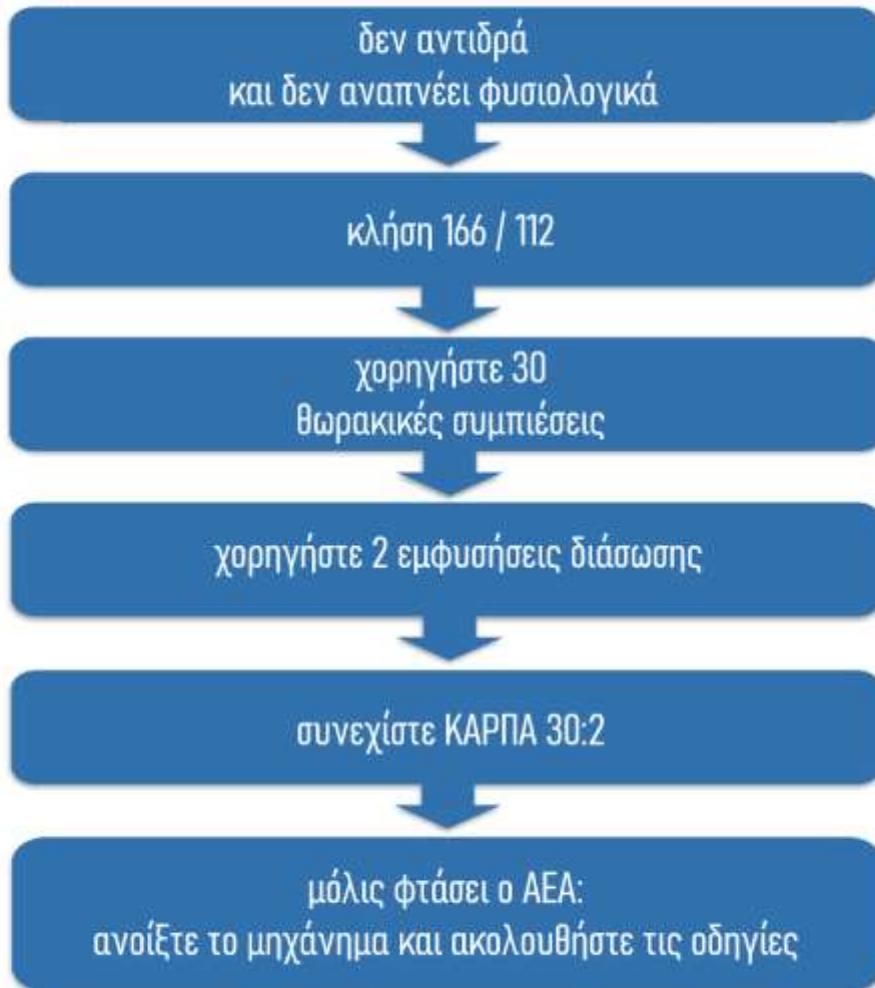 δεν αντιδρά
και δεν αναπνέει φυσιολογικά
κλήση 166 / 112
χορηγήστε 30
θωρακικές συμπιέσεις
χορηγήστε 2 εμφυσήσεις διάσωσης
συνεχίστε ΚΑΡΠΑ 30:2
μόλις φτάσει ο ΑΕΑ:
ανοίξτε το μηχάνημα και ακολουθήστε τις οδηγίες